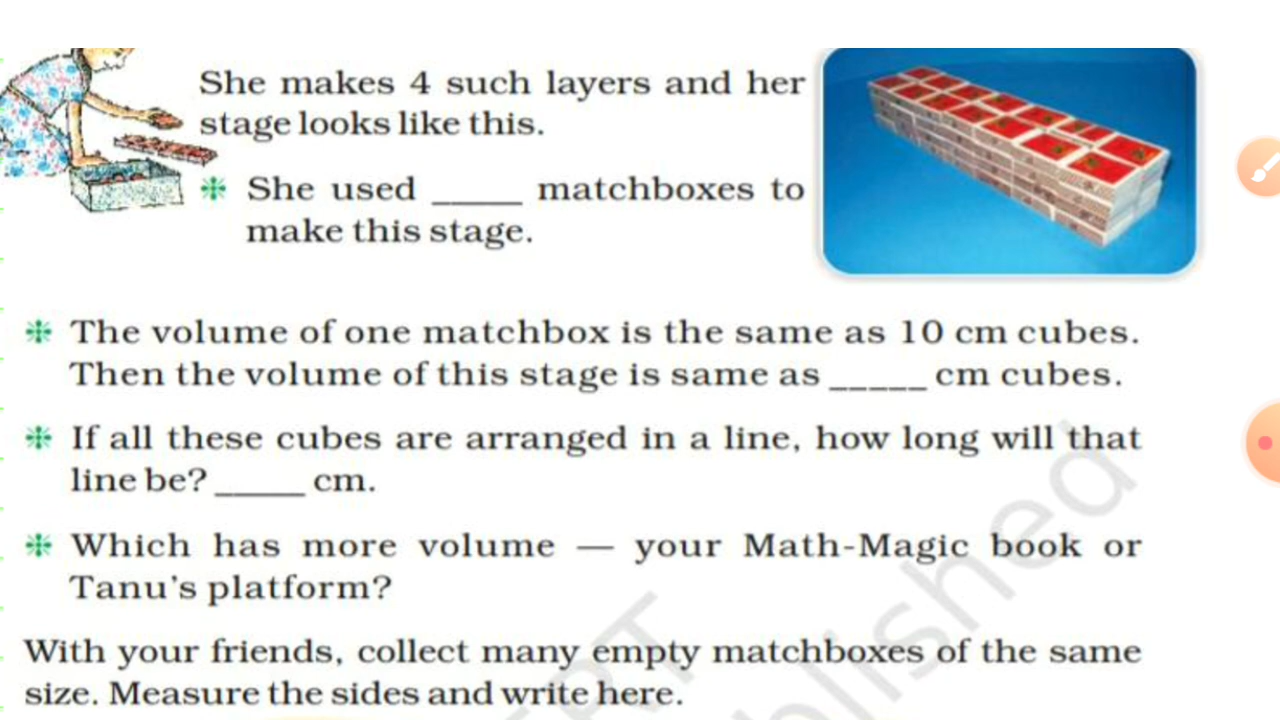 She makes 4 such layers and her
stage looks like this.
She used _____ matchboxes to
make this stage.
The volume of one matchbox is the same as 10 cm cubes.
Then the volume of this stage is same as _____ cm cubes.
If all these cubes are arranged in a line, how long will that
line be? _____ cm.
Which has more volume — your Math-Magic book or
Tanu's platform?
With your friends, collect many empty matchboxes of the same
size. Measure the sides and write here.